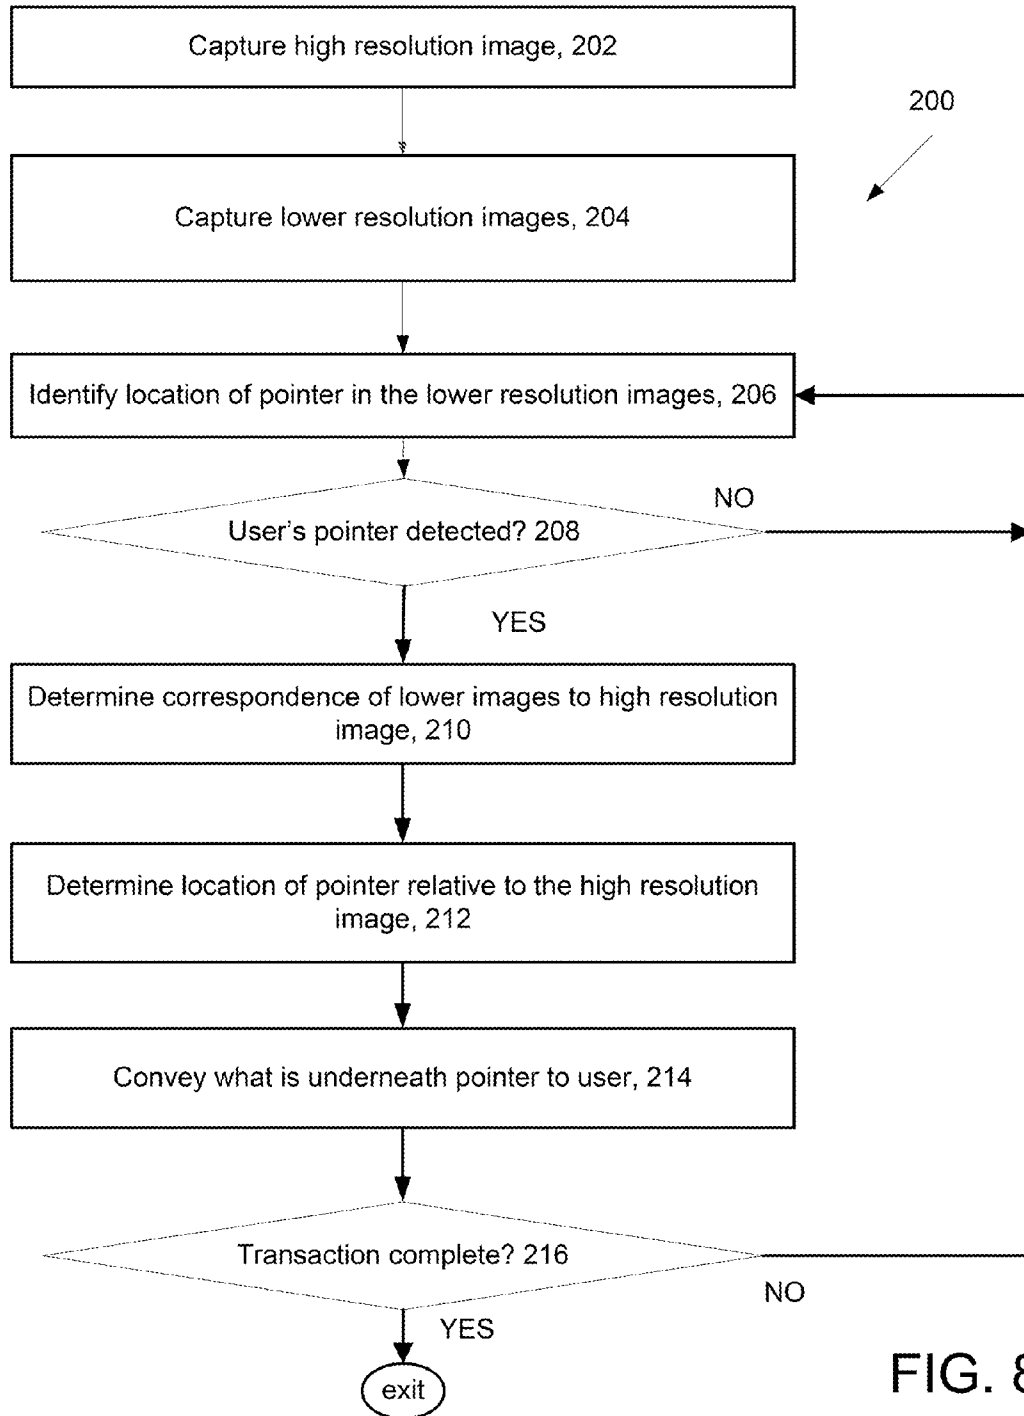 Capture high resolution image, 202
200
Capture lower resolution images, 204
Identify location of pointer in the lower resolution images, 206
NO
User's pointer detected? 208
YES
Determine correspondence of lower images to high resolution
image, 210
Determine location of pointer relative to the high resolution
image, 212
Convey what is underneath pointer to user, 214
Transaction complete? 216
NO
YES
exit
FIG. 8